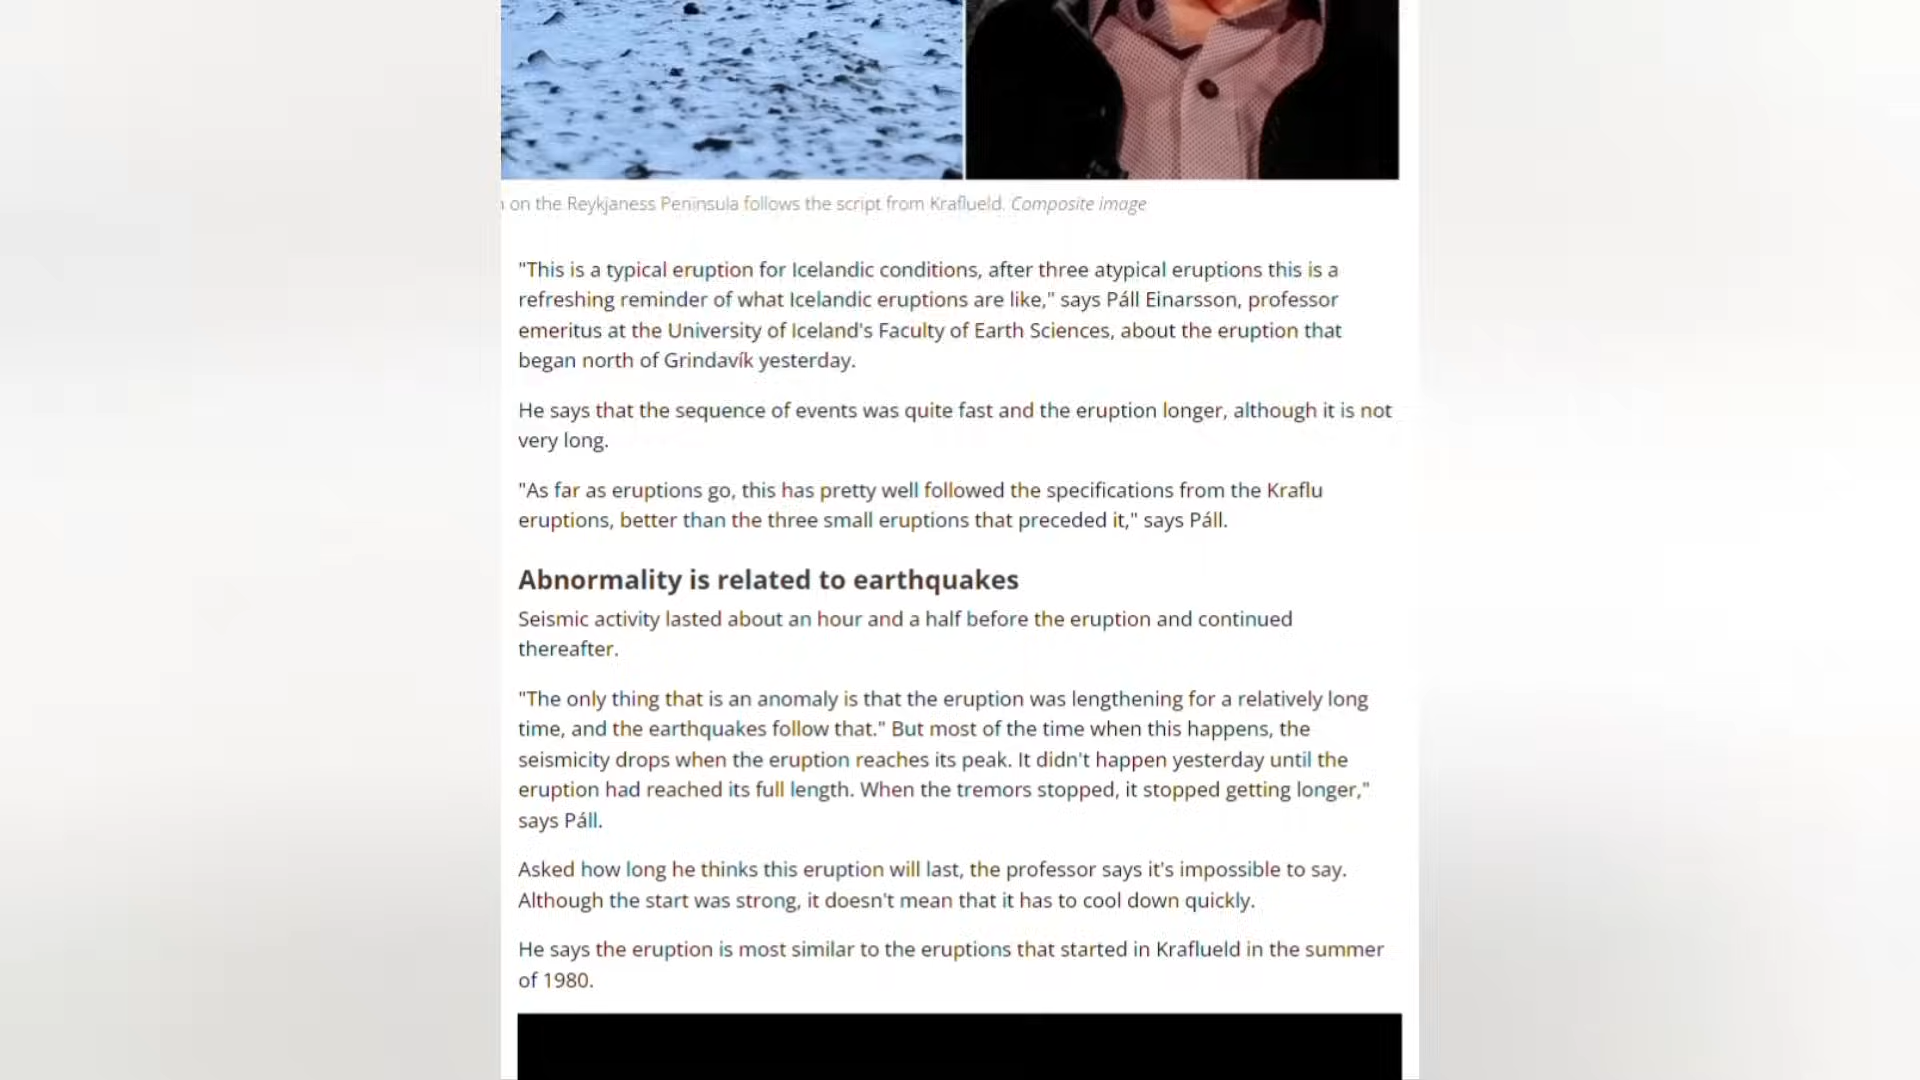 on the Reykjaness Peninsula follows the script from Kraflueld. Composite image
"This is a typical eruption for Icelandic conditions, after three atypical eruptions this is a
refreshing reminder of what Icelandic eruptions are like," says Páll Einarsson, professor
emeritus at the University of Iceland's Faculty of Earth Sciences, about the eruption that
began north of Grindavík yesterday.
He says that the sequence of events was quite fast and the eruption longer, although it is not
very long.
"As far as eruptions go, this has pretty well followed the specifications from the Kraflu
eruptions, better than the three small eruptions that preceded it," says Páll.
Abnormality is related to earthquakes
Seismic activity lasted about an hour and a half before the eruption and continued
thereafter.
"The only thing that is an anomaly is that the eruption was lengthening for a relatively long
time, and the earthquakes follow that." But most of the time when this happens, the
seismicity drops when the eruption reaches its peak. It didn't happen yesterday until the
eruption had reached its full length. When the tremors stopped, it stopped getting longer,"
says Páll.
Asked how long he thinks this eruption will last, the professor says it's impossible to say.
Although the start was strong, it doesn't mean that it has to cool down quickly.
He says the eruption is most similar to the eruptions that started in Kraflueld in the summer
of 1980.